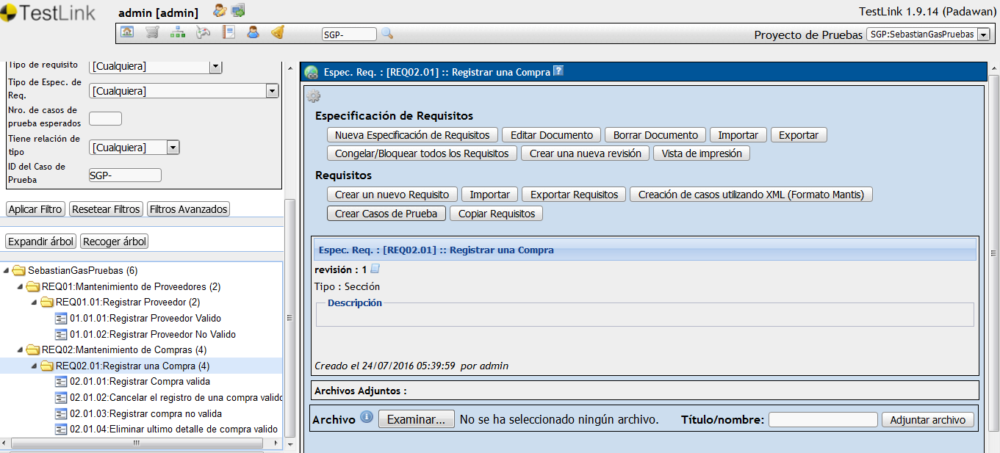 TestLink
admin [admin]
TestLink 1.9.14 (Padawan)
SGP-
Proyecto de Pruebas
SGP:SebastianGasPruebas
Tipo de requisito
[Cualquiera]
Tipo de Espec. de
Req.
[Cualquiera]
Nro. de casos de
prueba esperados
Tiene relación de
tipo
[Cualquiera]
ID del Caso de
Prueba
SGP-
Aplicar Filtro
Resetear Filtros
Filtros Avanzados
Expandir árbol
Recoger árbol
SebastianGasPruebas (6)
REQ01:Mantenimiento de Proveedores (2)
REQ01.01:Registrar Proveedor (2)
01.01.01:Registrar Proveedor Valido
01.01.02:Registrar Proveedor No Valido
REQ02:Mantenimiento de Compras (4)
REQ02.01:Registrar una Compra (4)
02.01.01:Registrar Compra valida
02.01.02:Cancelar el registro de una compra valido
02.01.03:Registrar compra no valida
02.01.04:Eliminar ultimo detalle de compra valido
Espec. Req. : [REQ02.01] :: Registrar una Compra ?
Especificación de Requisitos
Nueva Especificación de Requisitos
Editar Documento
Borrar Documento
Importar
Exportar
Congelar/Bloquear todos los Requisitos
Crear una nueva revisión
Vista de impresión
Requisitos
Crear un nuevo Requisito
Importar
Exportar Requisitos
Creación de casos utilizando XML (Formato Mantis)
Crear Casos de Prueba
Copiar Requisitos
Espec. Req. : [REQ02.01] :: Registrar una Compra
revisión : 1
Tipo : Sección
Descripción
Creado el 24/07/2016 05:39:59 por admin
Archivos Adjuntos :
Archivo
Examinar...
No se ha seleccionado ningún archivo.
Título/nombre:
Adjuntar archivo